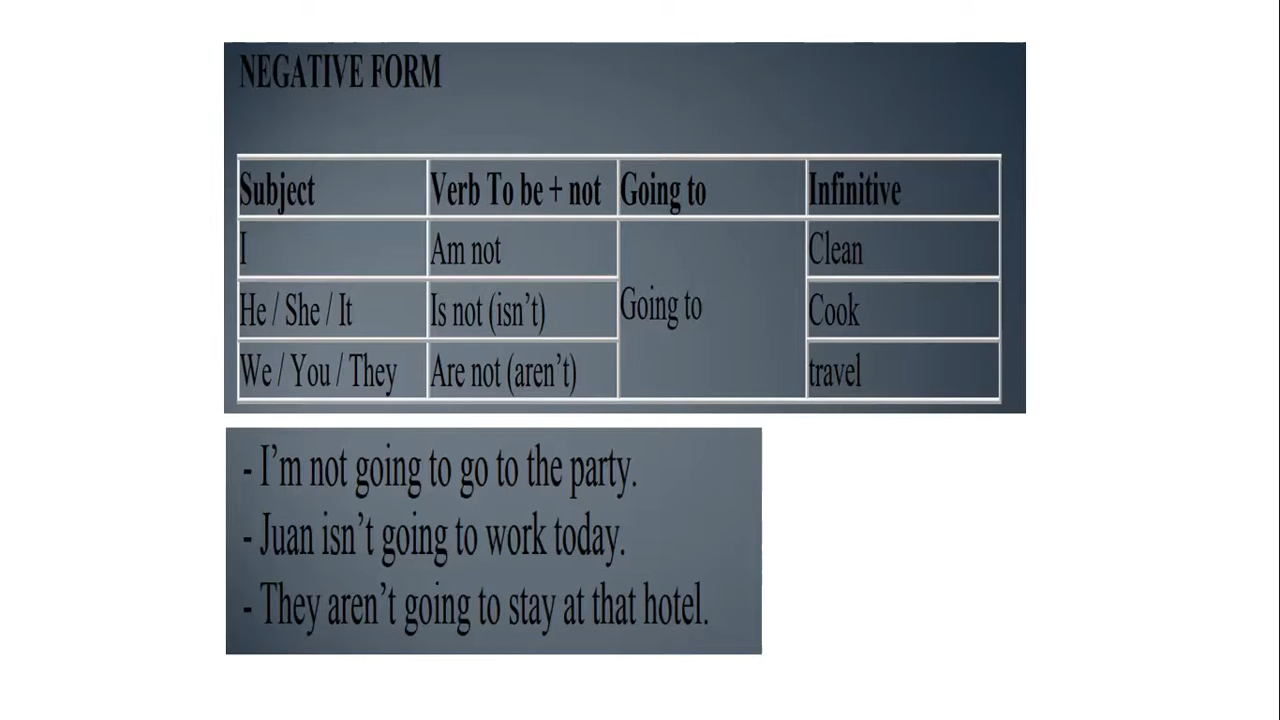 NEGATIVE FORM
Subject Verb To be + not Going to Infinitive
I Am not Clean
He / She / It Is not (isn’t) Going to Cook
We / You / They Are not (aren’t) travel
- I’m not going to go to the party.
- Juan isn’t going to work today.
- They aren’t going to stay at that hotel.